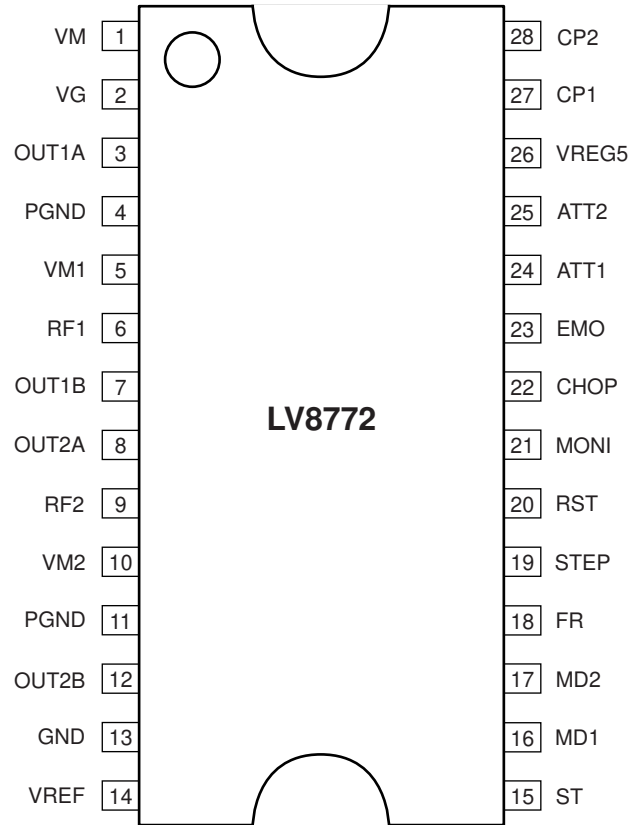 VM 1 28 CP2
VG 2 27 CP1
OUT1A 3 26 VREG5
PGND 4 25 ATT2
VM1 5 24 ATT1
RF1 6 23 EMO
OUT1B 7 22 CHOP
LV8772
OUT2A 8 21 MONI
RF2 9 20 RST
VM2 10 19 STEP
PGND 11 18 FR
OUT2B 12 17 MD2
GND 13 16 MD1
VREF 14 15 ST